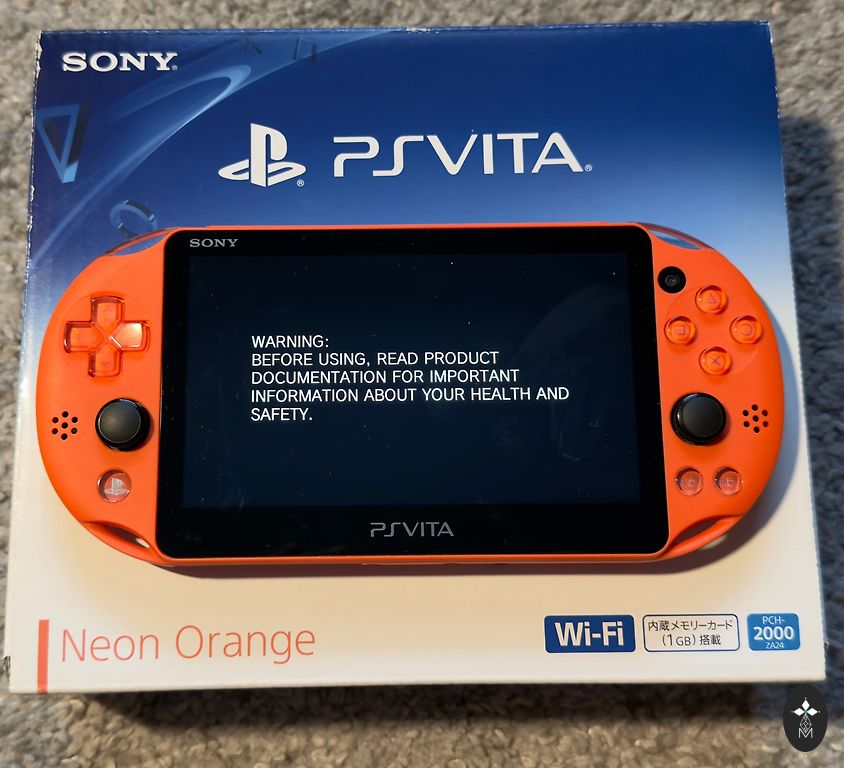 SONY
PSVITA
SONY
WARNING:
BEFORE USING, READ PRODUCT
DOCUMENTATION FOR IMPORTANT
INFORMATION ABOUT YOUR HEALTH AND
SAFETY.
PSVITA
Neon Orange
Wi-Fi
内蔵メモリーカード
(1GB) 搭載
PCH-
2000
ZA24
M